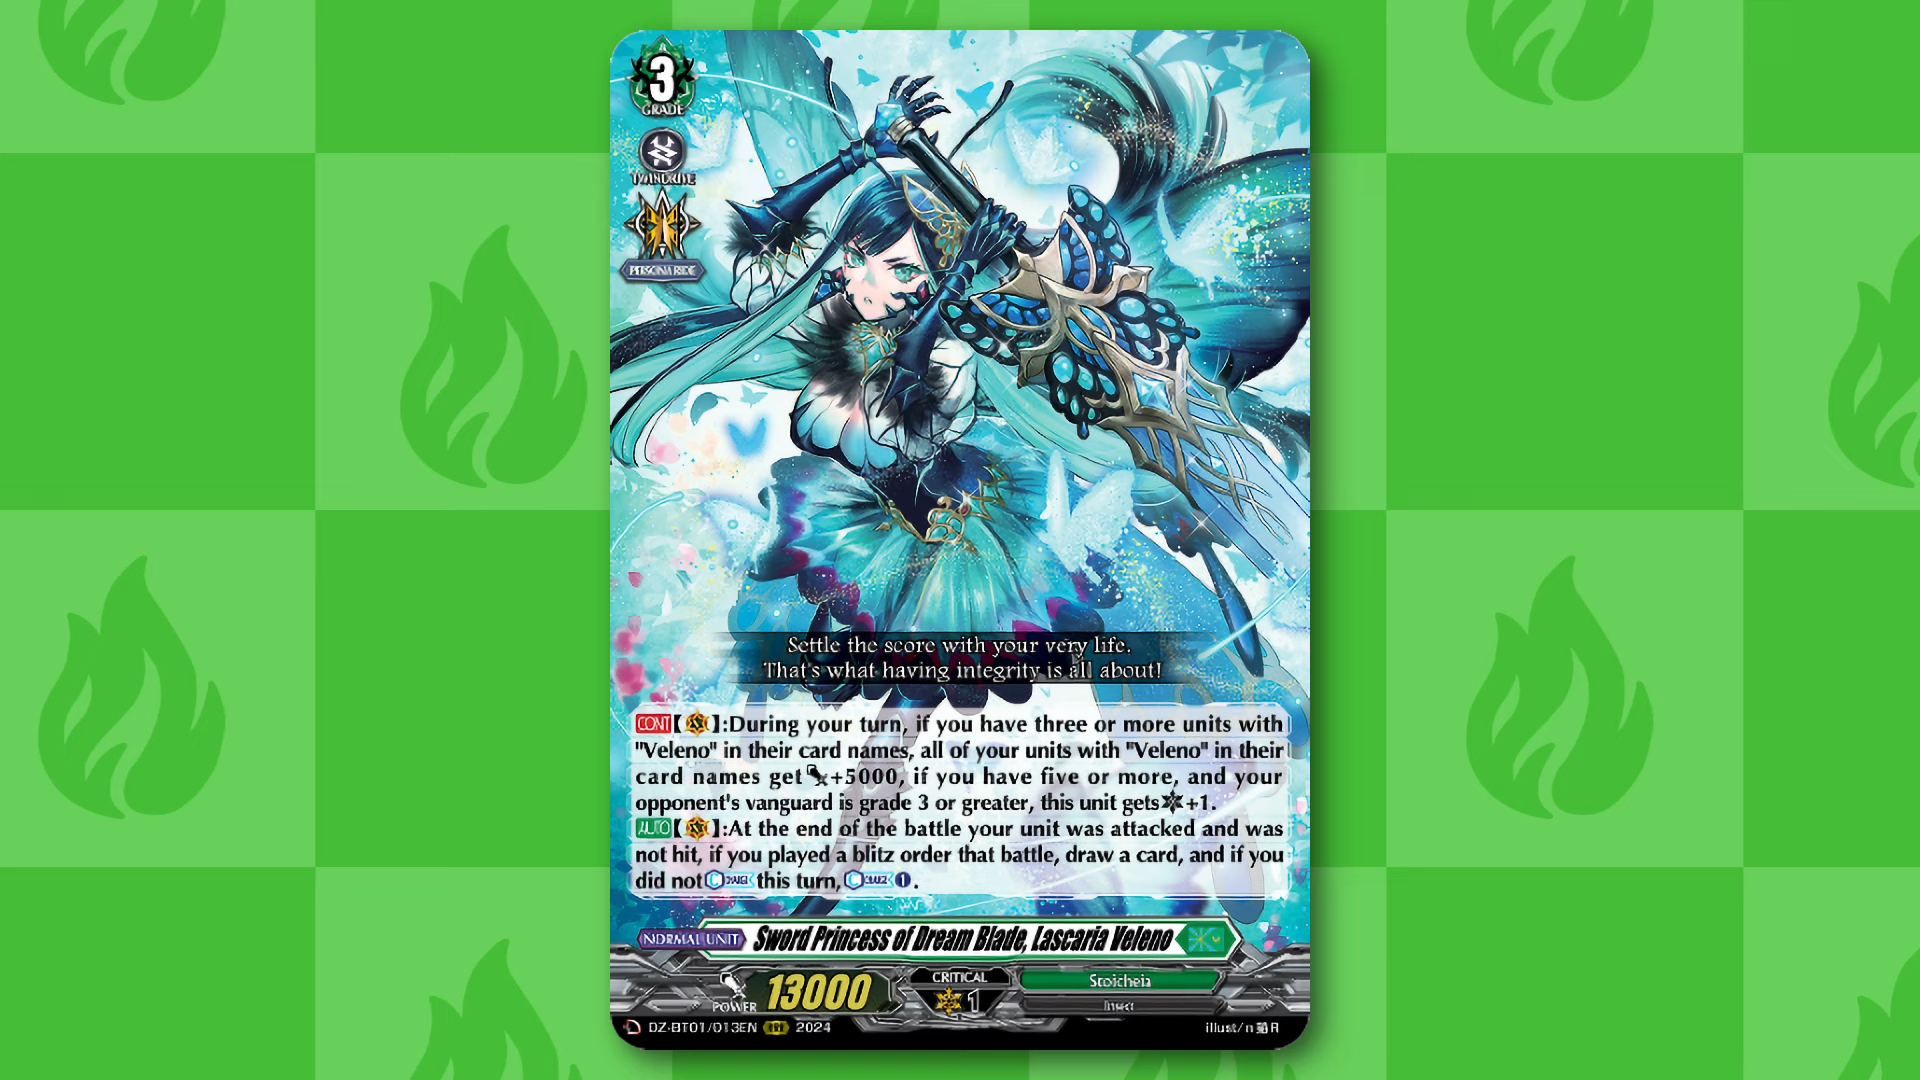 3
GRADE
TWINDRIVE
PERSONA RIDE
Settle the score with your very life.
That's what having integrity is all about!
CONT【】:During your turn, if you have three or more units with
"Veleno" in their card names, all of your units with "Veleno" in their
card names get +5000, if you have five or more, and your
opponent's vanguard is grade 3 or greater, this unit gets +1.
AUTO【】:At the end of the battle your unit was attacked and was
not hit, if you played a blitz order that battle, draw a card, and if you
did not this turn, 1.
NORMAL UNIT Sword Princess of Dream Blade, Lascaria Veleno
POWER 13000 CRITICAL 1 Stoicheia
Insect
D DZ-BT01/013EN RRR 2024 illust/n R